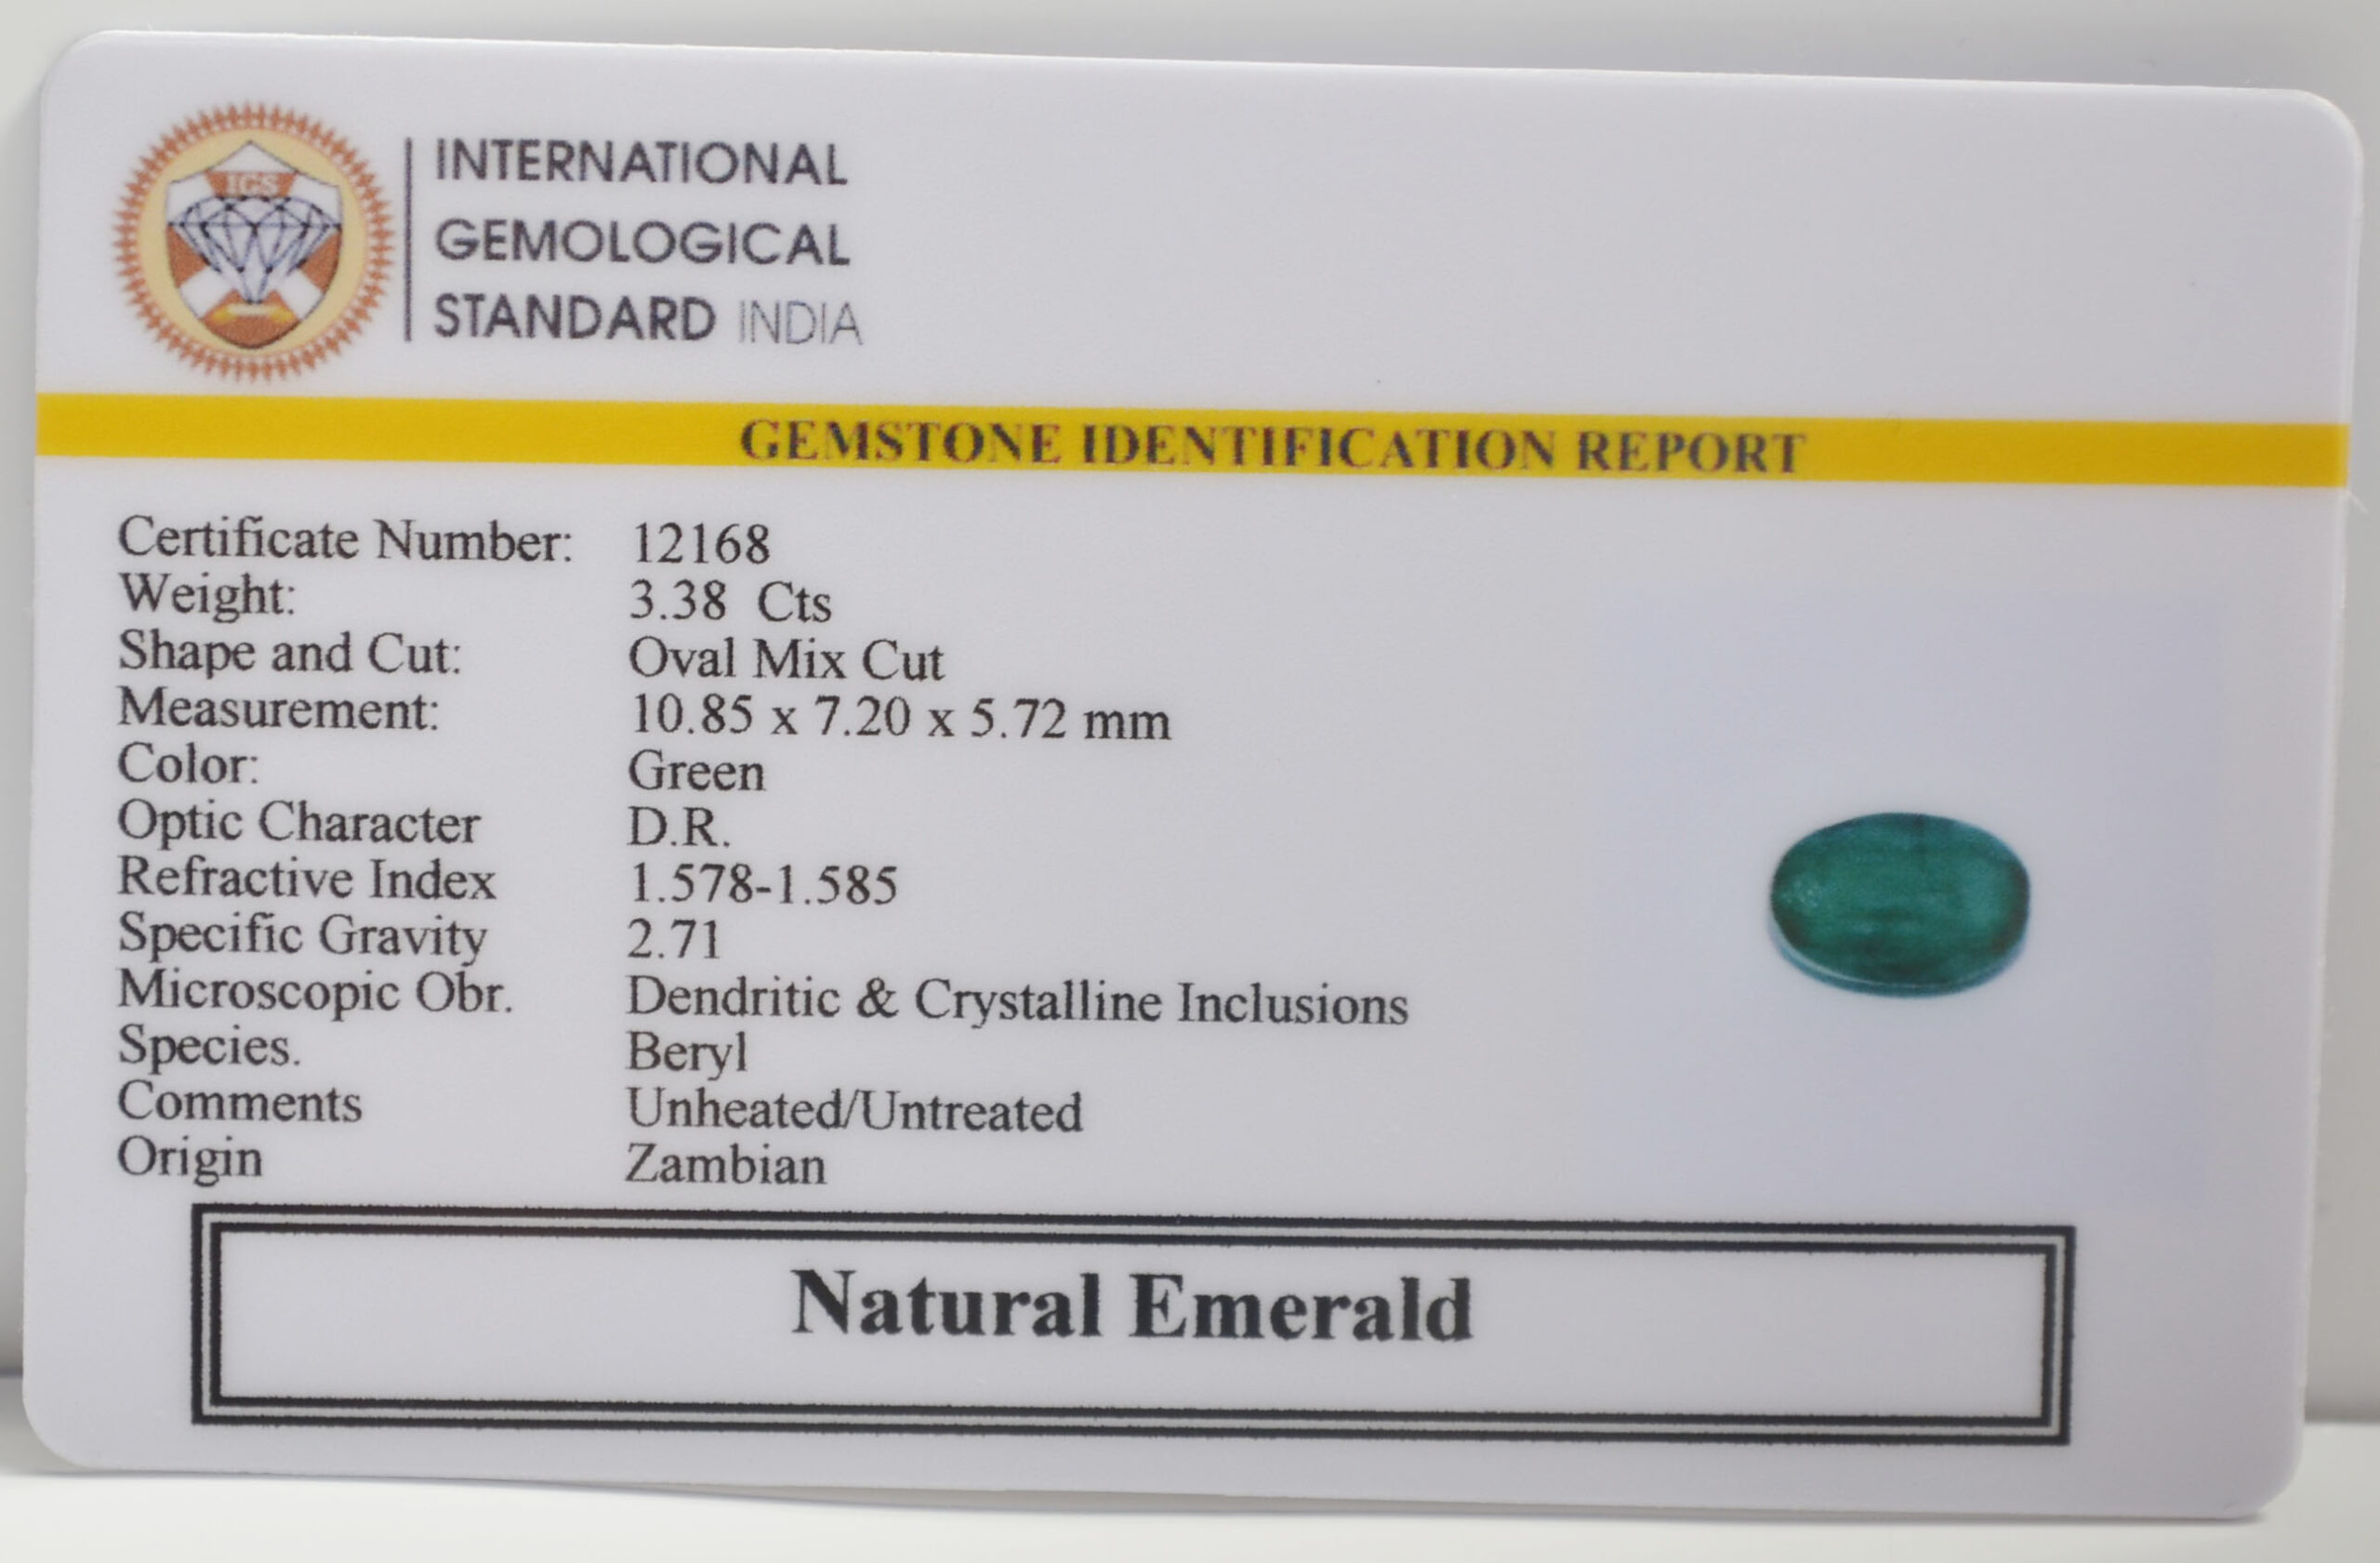 IGS
INTERNATIONAL
GEMOLOGICAL
STANDARD INDIA
GEMSTONE IDENTIFICATION REPORT
Certificate Number: 12168
Weight: 3.38 Cts
Shape and Cut: Oval Mix Cut
Measurement: 10.85 x 7.20 x 5.72 mm
Color: Green
Optic Character D.R.
Refractive Index 1.578-1.585
Specific Gravity 2.71
Microscopic Obr. Dendritic & Crystalline Inclusions
Species. Beryl
Comments Unheated/Untreated
Origin Zambian
Natural Emerald